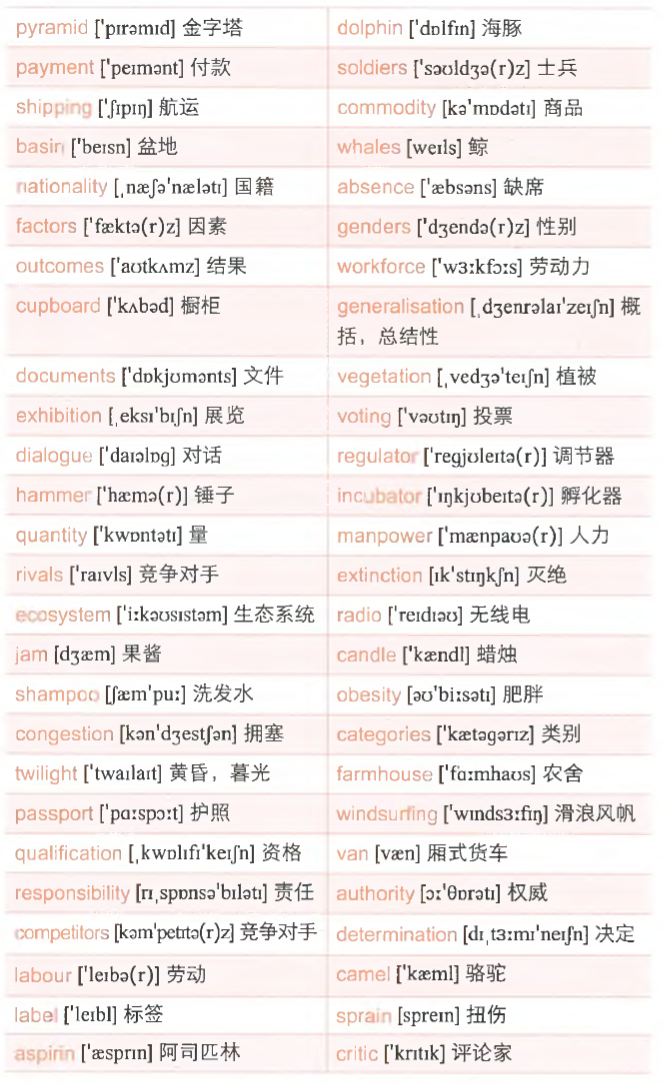 pyramid ['pɪrəmɪd] 金字塔
dolphin ['dɒlfɪn] 海豚
payment ['peɪmənt] 付款
soldiers ['səʊldʒə(r)z] 士兵
shipping ['ʃɪpɪŋ] 航运
commodity [kə'mɒdətɪ] 商品
basin ['beɪsn] 盆地
whales [weɪls] 鲸
nationality [ˌnæʃə'nælətɪ] 国籍
absence ['æbsəns] 缺席
factors ['fæktə(r)z] 因素
genders ['dʒendə(r)z] 性别
outcomes ['aʊtkʌmz] 结果
workforce ['wɜːkfɔːs] 劳动力
cupboard ['kʌbəd] 橱柜
generalisation [ˌdʒenrəlaɪ'zeɪʃn] 概
括，总结性
documents ['dɒkjʊmənts] 文件
vegetation [ˌvedʒə'teɪʃn] 植被
exhibition [ˌeksɪ'bɪʃn] 展览
voting ['vəʊtɪŋ] 投票
dialogue ['daɪəlɒg] 对话
regulator ['regjʊleɪtə(r)] 调节器
hammer ['hæmə(r)] 锤子
incubator ['ɪŋkjʊbeɪtə(r)] 孵化器
quantity ['kwɒntətɪ] 量
manpower ['mænpaʊə(r)] 人力
rivals ['raɪvls] 竞争对手
extinction [ɪk'stɪŋkʃn] 灭绝
ecosystem ['iːkəʊsɪstəm] 生态系统
radio ['reɪdɪəʊ] 无线电
jam [dʒæm] 果酱
candle ['kændl] 蜡烛
shampoo [ʃæm'puː] 洗发水
obesity [əʊ'biːsətɪ] 肥胖
congestion [kən'dʒestʃən] 拥塞
categories ['kætəgərɪz] 类别
twilight ['twaɪlaɪt] 黄昏，暮光
farmhouse ['fɑːmhaʊs] 农舍
passport ['pɑːspɔːt] 护照
windsurfing ['wɪndsɜːfɪŋ] 滑浪风帆
qualification [ˌkwɒlɪfɪ'keɪʃn] 资格
van [væn] 厢式货车
responsibility [rɪˌspɒnsə'bɪlətɪ] 责任
authority [ɔː'θɒrətɪ] 权威
competitors [kəm'petɪtə(r)z] 竞争对手
determination [dɪˌtɜːmɪ'neɪʃn] 决定
labour ['leɪbə(r)] 劳动
camel ['kæml] 骆驼
label ['leɪbl] 标签
sprain [spreɪn] 扭伤
aspirin ['æsprɪn] 阿司匹林
critic ['krɪtɪk] 评论家